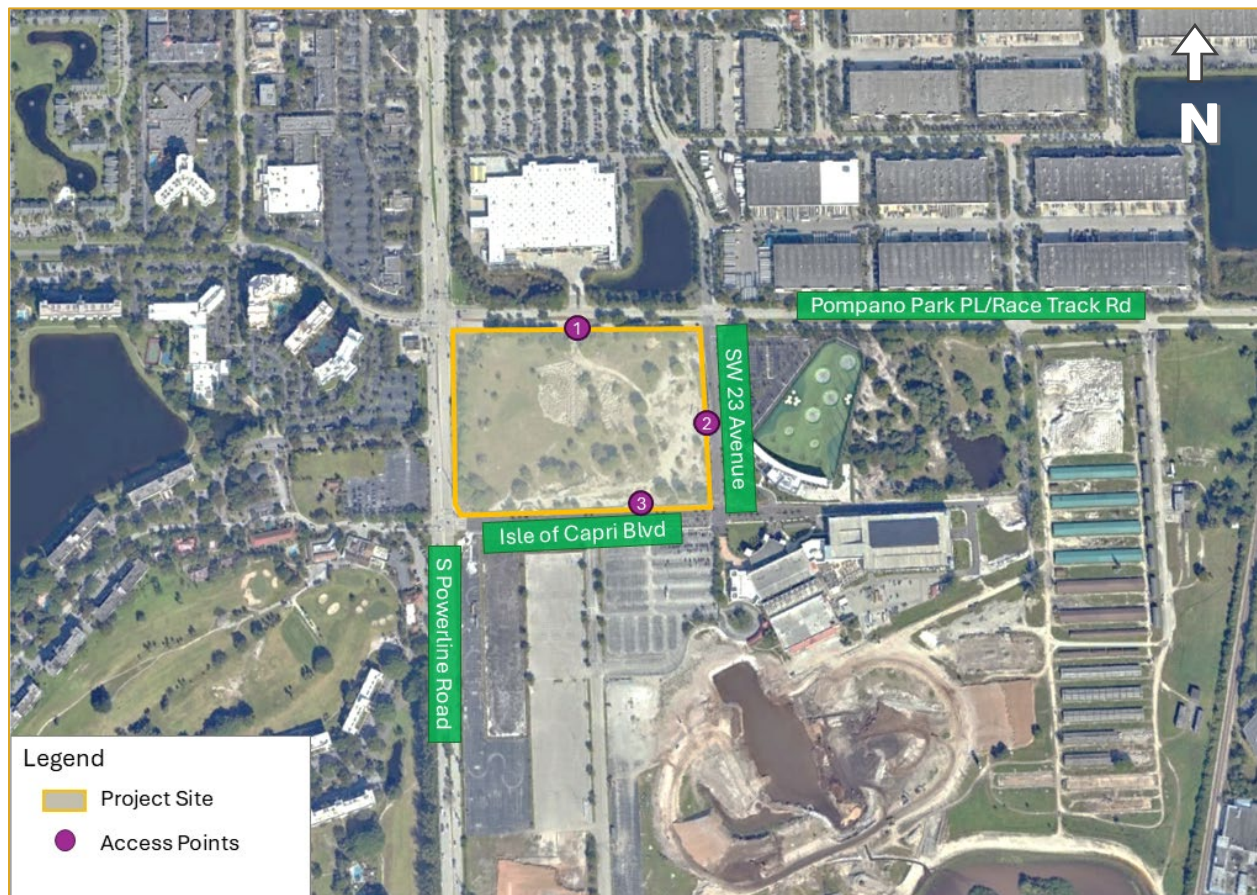 N
Pompano Park PL/Race Track Rd
1
SW 23 Avenue
2
3
Isle of Capri Blvd
S Powerline Road
Legend
Project Site
Access Points